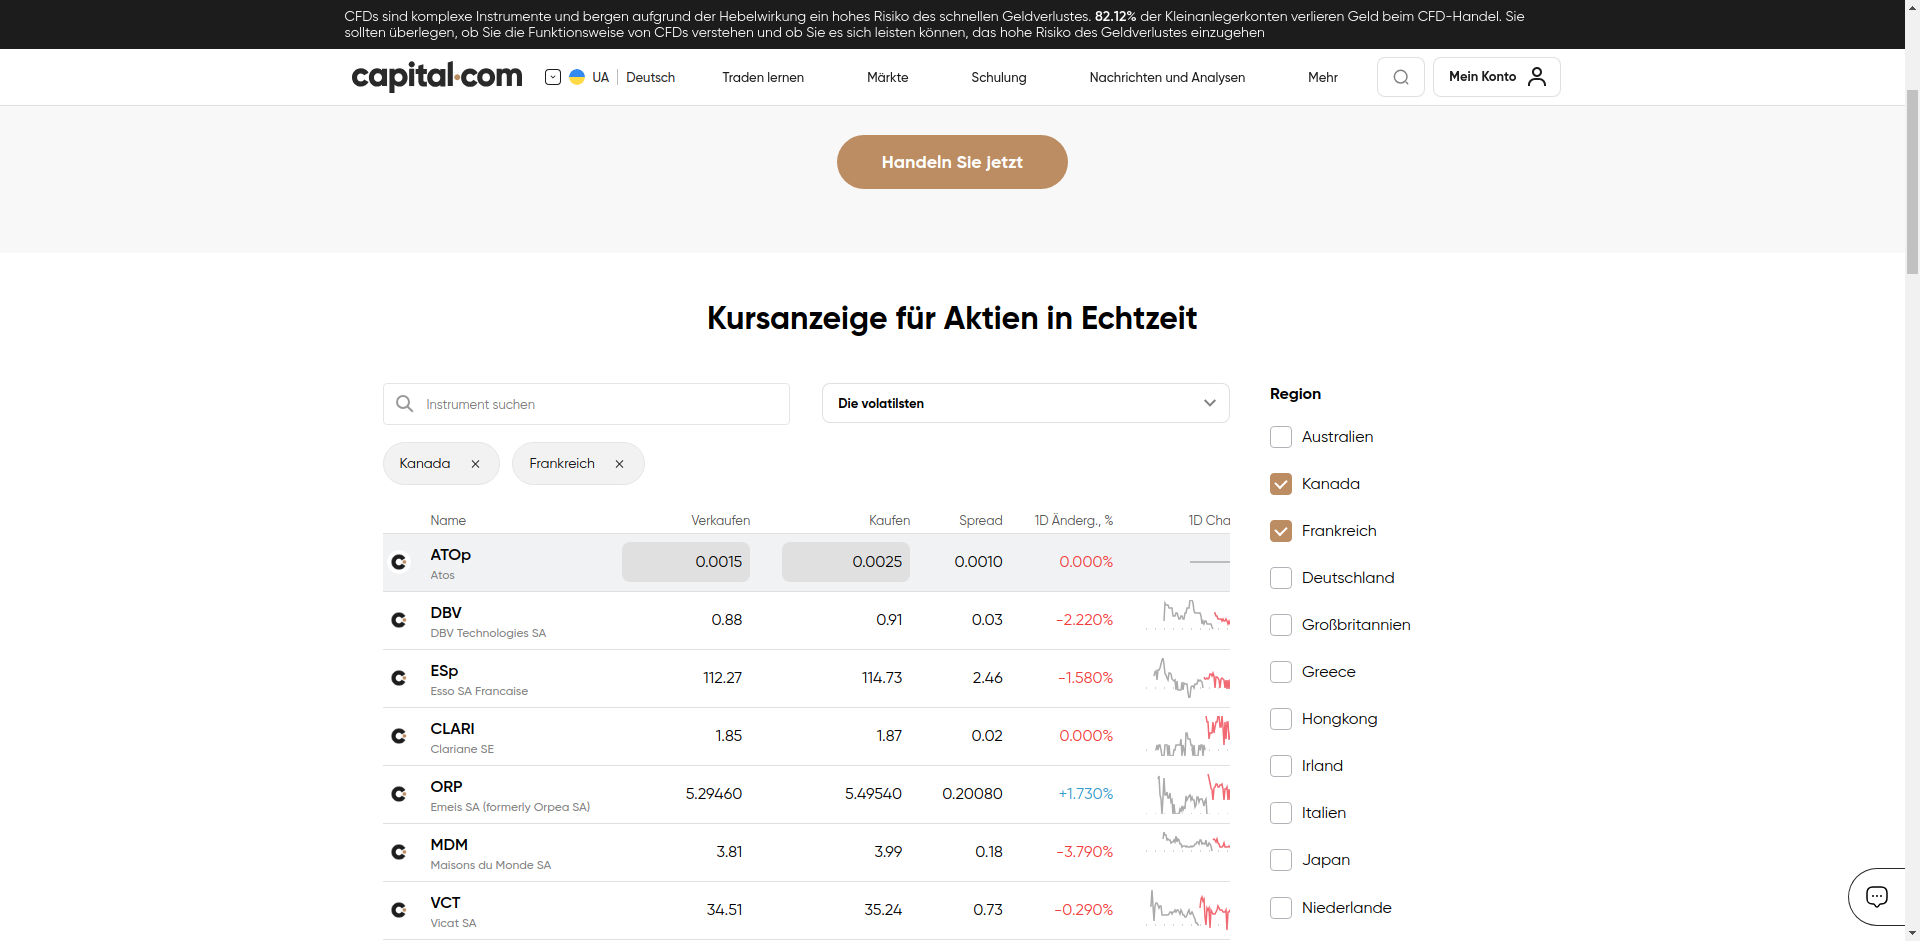 CFDs sind komplexe Instrumente und bergen aufgrund der Hebelwirkung ein hohes Risiko des schnellen Geldverlustes. 82.12% der Kleinanlegerkonten verlieren Geld beim CFD-Handel. Sie
sollten überlegen, ob Sie die Funktionsweise von CFDs verstehen und ob Sie es sich leisten können, das hohe Risiko des Geldverlustes einzugehen
capital.com UA Deutsch Traden lernen Märkte Schulung Nachrichten und Analysen Mehr Mein Konto
Handeln Sie jetzt
Kursanzeige für Aktien in Echtzeit
Instrument suchen
Die volatilsten
Kanada
Frankreich
Name Verkaufen Kaufen Spread 1D Änderg., % 1D Cha
ATOp 0.0015 0.0025 0.0010 0.000%
Atos
DBV 0.88 0.91 0.03 -2.220%
DBV Technologies SA
ESp 112.27 114.73 2.46 -1.580%
Esso SA Francaise
CLARI 1.85 1.87 0.02 0.000%
Clariane SE
ORP 5.29460 5.49540 0.20080 +1.730%
Emeis SA (formerly Orpea SA)
MDM 3.81 3.99 0.18 -3.790%
Maisons du Monde SA
VCT 34.51 35.24 0.73 -0.290%
Vicat SA
Region
Australien
Kanada
Frankreich
Deutschland
Großbritannien
Greece
Hongkong
Irland
Italien
Japan
Niederlande